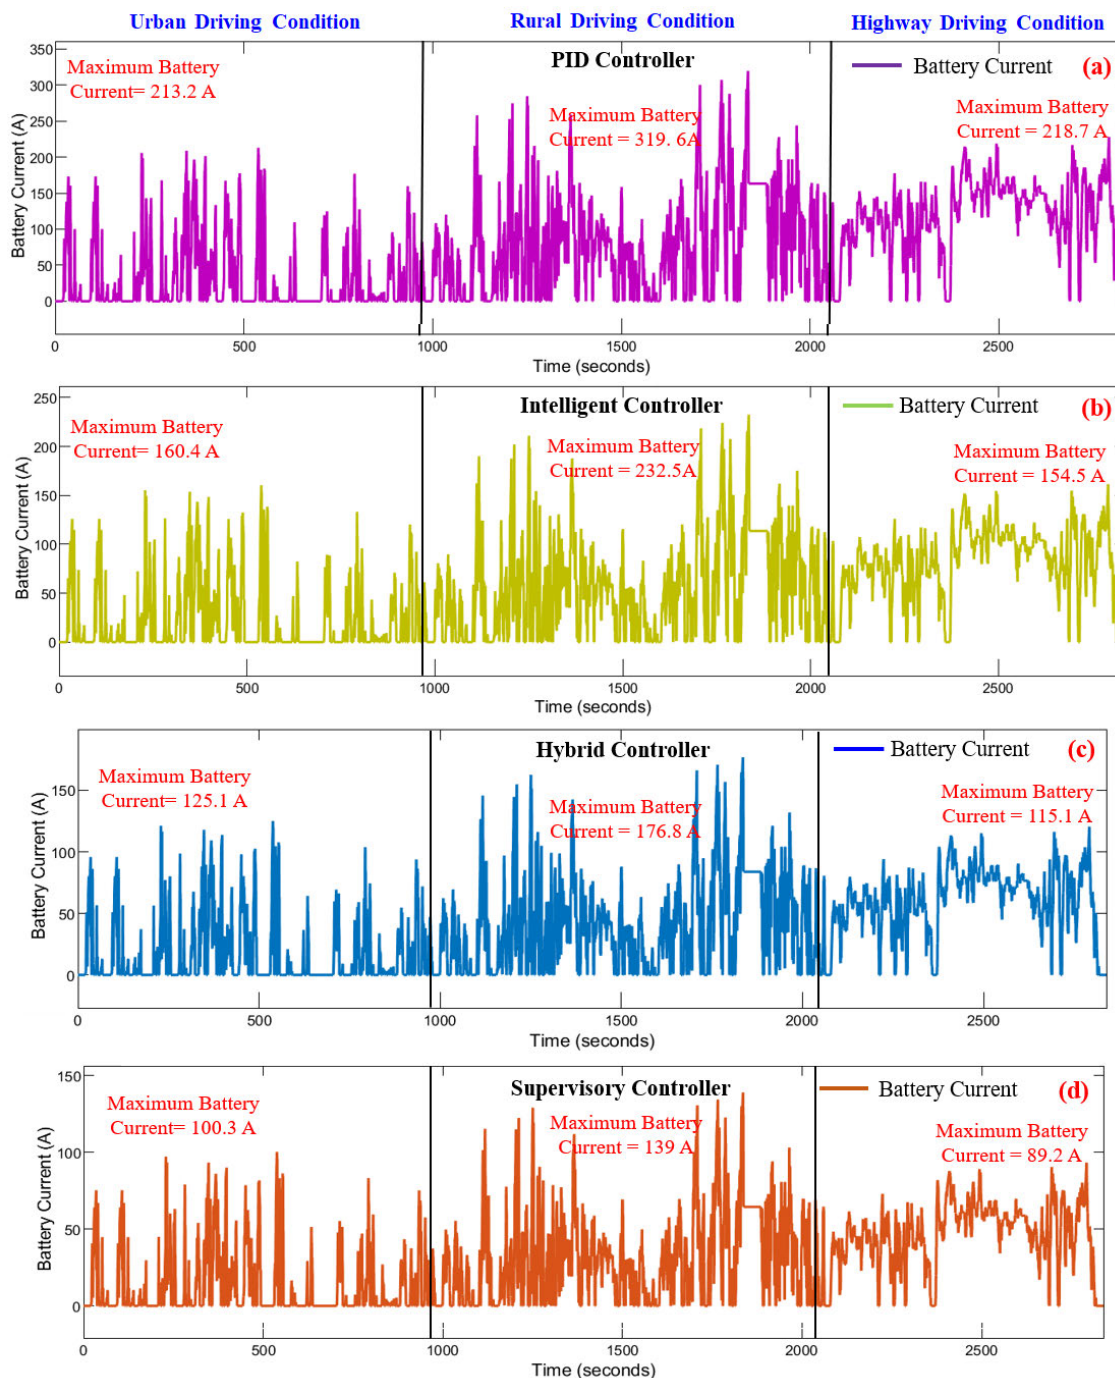 Urban Driving Condition
Rural Driving Condition
Highway Driving Condition
PID Controller
Battery Current
(a)
Maximum Battery
Current= 213.2 A
Maximum Battery
Current = 319. 6A
Maximum Battery
Current = 218.7 A
Battery Current (A)
350
300
250
200
150
100
50
0
0
500
1000
1500
2000
2500
Time (seconds)
Intelligent Controller
Battery Current
(b)
Maximum Battery
Current= 160.4 A
Maximum Battery
Current = 232.5A
Maximum Battery
Current = 154.5 A
Battery Current (A)
250
200
150
100
50
0
0
500
1000
1500
2000
2500
Time (seconds)
Hybrid Controller
Battery Current
(c)
Maximum Battery
Current= 125.1 A
Maximum Battery
Current = 176.8 A
Maximum Battery
Current = 115.1 A
Battery Current (A)
150
100
50
0
0
500
1000
1500
2000
2500
Time (seconds)
Supervisory Controller
Battery Current
(d)
Maximum Battery
Current= 100.3 A
Maximum Battery
Current = 139 A
Maximum Battery
Current = 89.2 A
Battery Current (A)
150
100
50
0
0
500
1000
1500
2000
2500
Time (seconds)